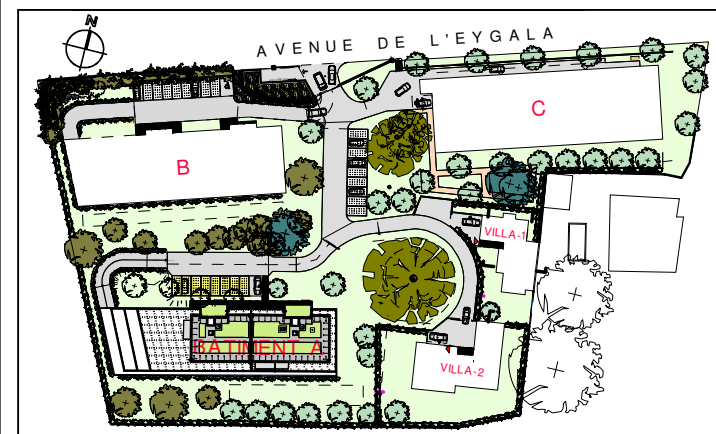 N
AVENUE DE L'EYGALA
C
B
VILLA-1
BATIMENT A
VILLA-2